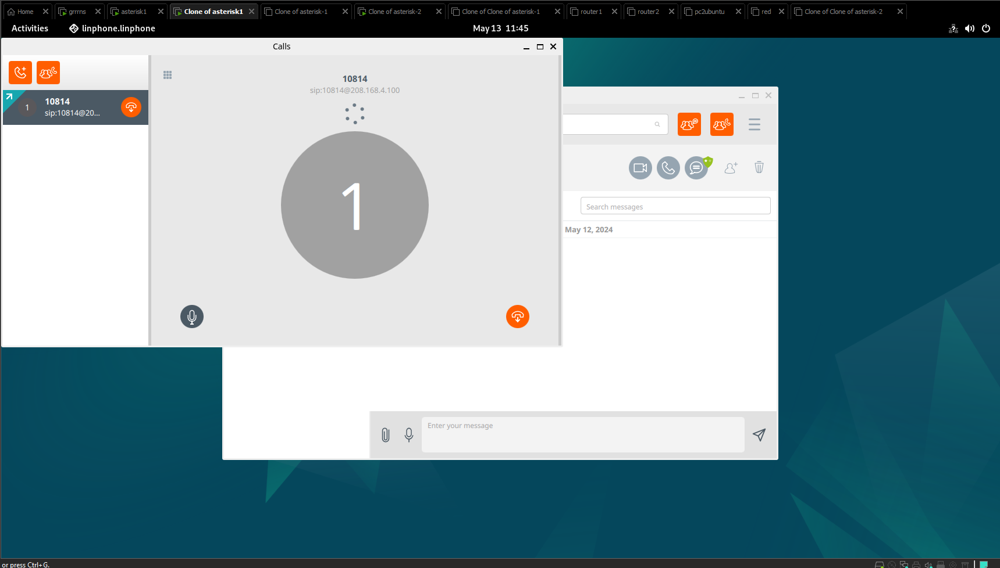 Home grrrns asterisk1 Clone of asterisk1 Clone of asterisk-1 Clone of asterisk-2 Clone of Clone of asterisk-1 router1 router2 pc2ubuntu red Clone of Clone of asterisk-2
Activities linphone.linphone May 13 11:45
Calls
10814
sip:10814@208.168.4.100
1 10814
sip:10814@20...
1
Search messages
May 12, 2024
Enter your message
or press Ctrl+G.